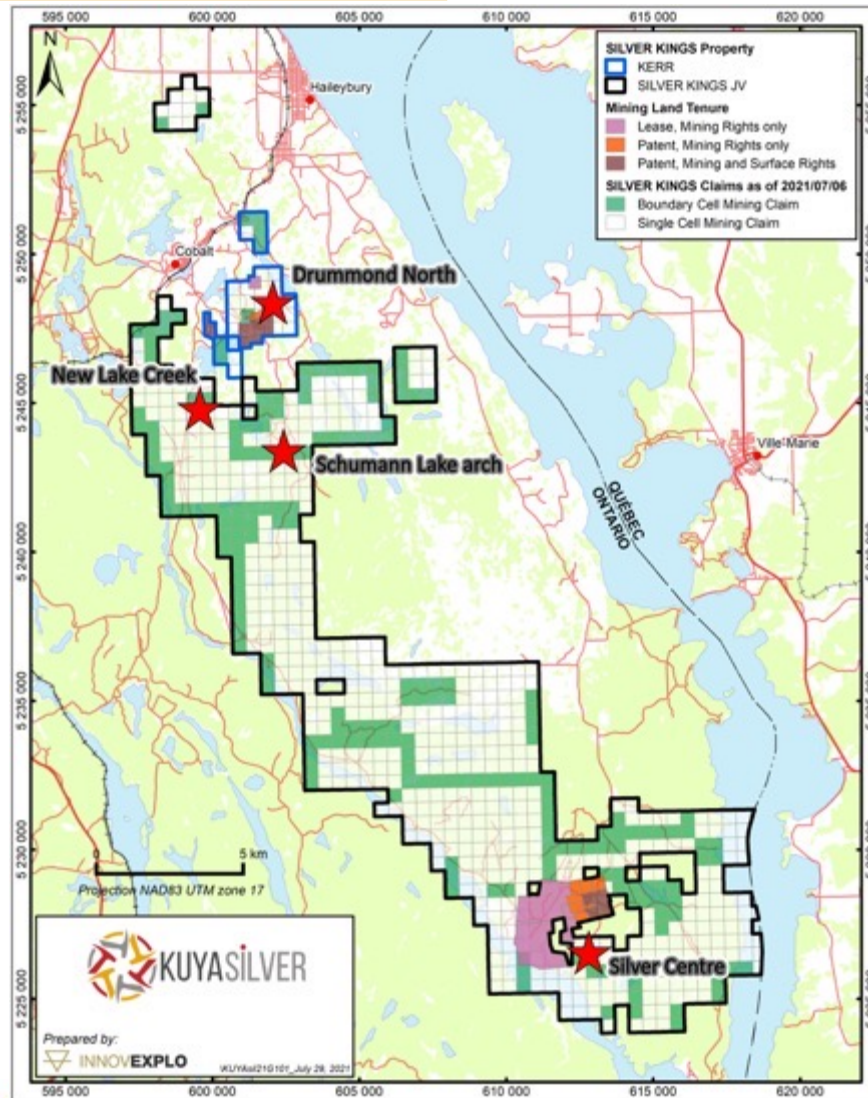 595 000 600 000 605 000 610 000 615 000 620 000
N
SILVER KINGS Property
KERR
SILVER KINGS JV
Mining Land Tenure
Lease, Mining Rights only
Patent, Mining Rights only
Patent, Mining and Surface Rights
SILVER KINGS Claims as of 2021/07/06
Boundary Cell Mining Claim
Single Cell Mining Claim
5 255 000
Haileybury
5 250 000
Cobalt
Drummond North
New Lake Creek
5 245 000
Schumann Lake arch
Ville-Marie
QUÉBEC
ONTARIO
5 240 000
5 235 000
5 230 000
0 5 km
Projection NAD83 UTM zone 17
KUYASILVER
Silver Centre
5 225 000
Prepared by:
INNOVEXPLO
595 000 600 000 605 000 610 000 615 000 620 000